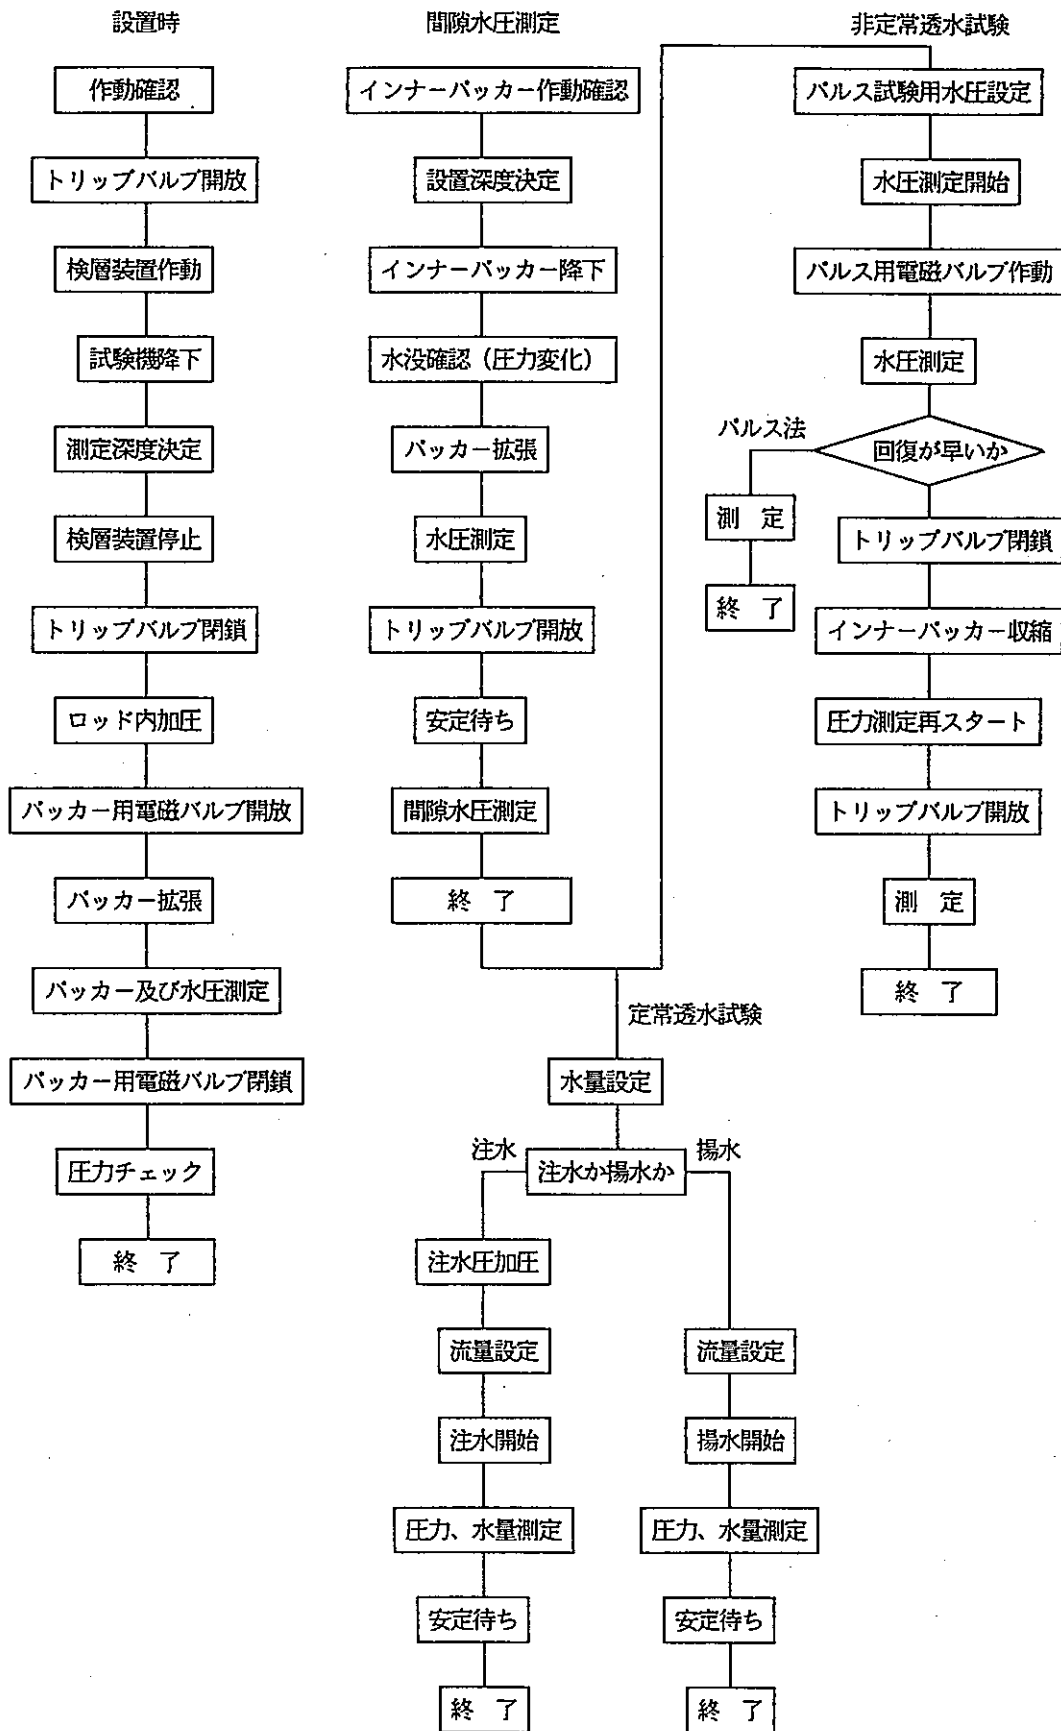 設置時
作動確認
トリップバルブ開放
検層装置作動
試験機降下
測定深度決定
検層装置停止
トリップバルブ閉鎖
ロッド内加圧
パッカー用電磁バルブ開放
パッカー拡張
パッカー及び水圧測定
パッカー用電磁バルブ閉鎖
圧力チェック
終 了
間隙水圧測定
インナーパッカー作動確認
設置深度決定
インナーパッカー降下
水没確認（圧力変化）
パッカー拡張
水圧測定
トリップバルブ開放
安定待ち
間隙水圧測定
終 了
非定常透水試験
パルス試験用水圧設定
水圧測定開始
パルス用電磁バルブ作動
水圧測定
パルス法
回復が早いか
測 定
終 了
トリップバルブ閉鎖
インナーパッカー収縮
圧力測定再スタート
トリップバルブ開放
測 定
終 了
定常透水試験
水量設定
注水か揚水か
注水
注水圧加圧
流量設定
注水開始
圧力、水量測定
安定待ち
終 了
揚水
流量設定
揚水開始
圧力、水量測定
安定待ち
終 了